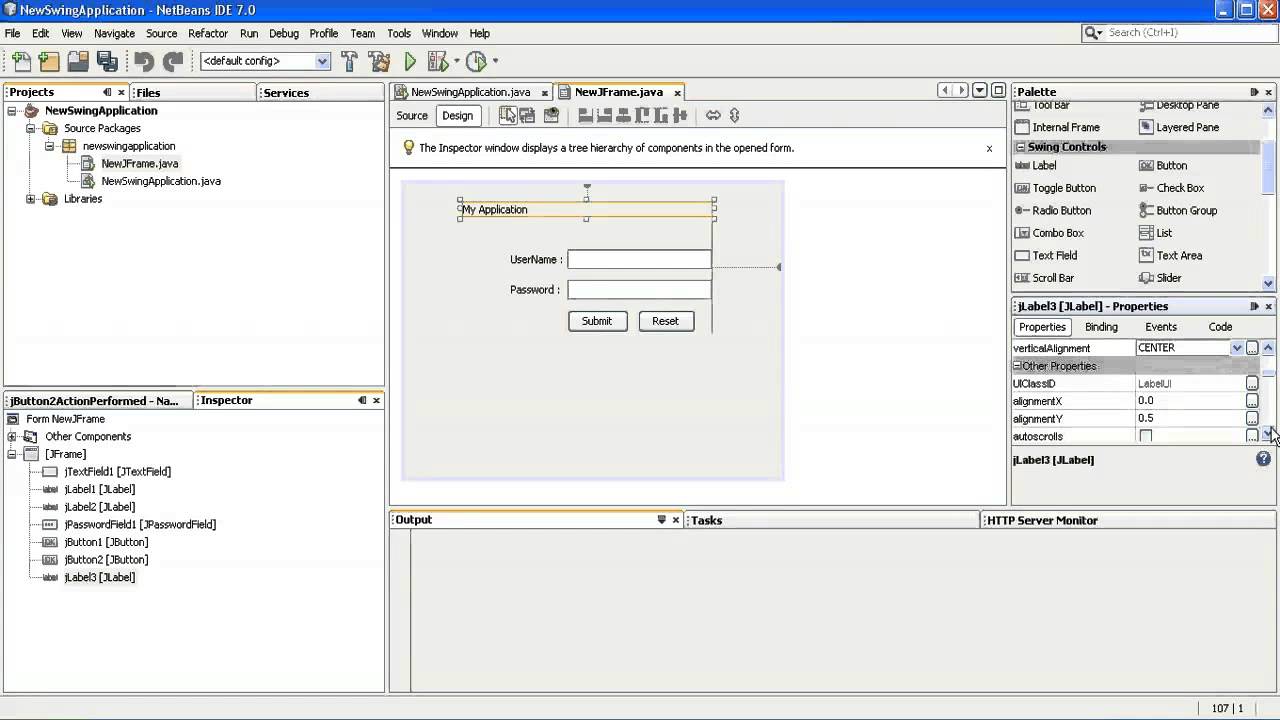 NewSwingApplication - NetBeans IDE 7.0
File Edit View Navigate Source Refactor Run Debug Profile Team Tools Window Help
Search (Ctrl+I)
<default config>
Projects
Files
Services
NewSwingApplication
Source Packages
newswingapplication
NewJFrame.java
NewSwingApplication.java
Libraries
jButton2ActionPerformed - Na...
Inspector
Form NewJFrame
Other Components
[JFrame]
jTextField1 [JTextField]
jLabel1 [JLabel]
jLabel2 [JLabel]
jPasswordField1 [JPasswordField]
jButton1 [JButton]
jButton2 [JButton]
jLabel3 [JLabel]
NewSwingApplication.java
NewJFrame.java
Source Design
The Inspector window displays a tree hierarchy of components in the opened form.
My Application
UserName :
Password :
Submit Reset
Output
Tasks
HTTP Server Monitor
Palette
Tool Bar Desktop Pane
Internal Frame Layered Pane
Swing Controls
Label Button
Toggle Button Check Box
Radio Button Button Group
Combo Box List
Text Field Text Area
Scroll Bar Slider
jLabel3 [JLabel] - Properties
Properties Binding Events Code
verticalAlignment CENTER
Other Properties
UIClassID LabelUI
alignmentX 0.0
alignmentY 0.5
autoscrolls
jLabel3 [JLabel]
107 | 1